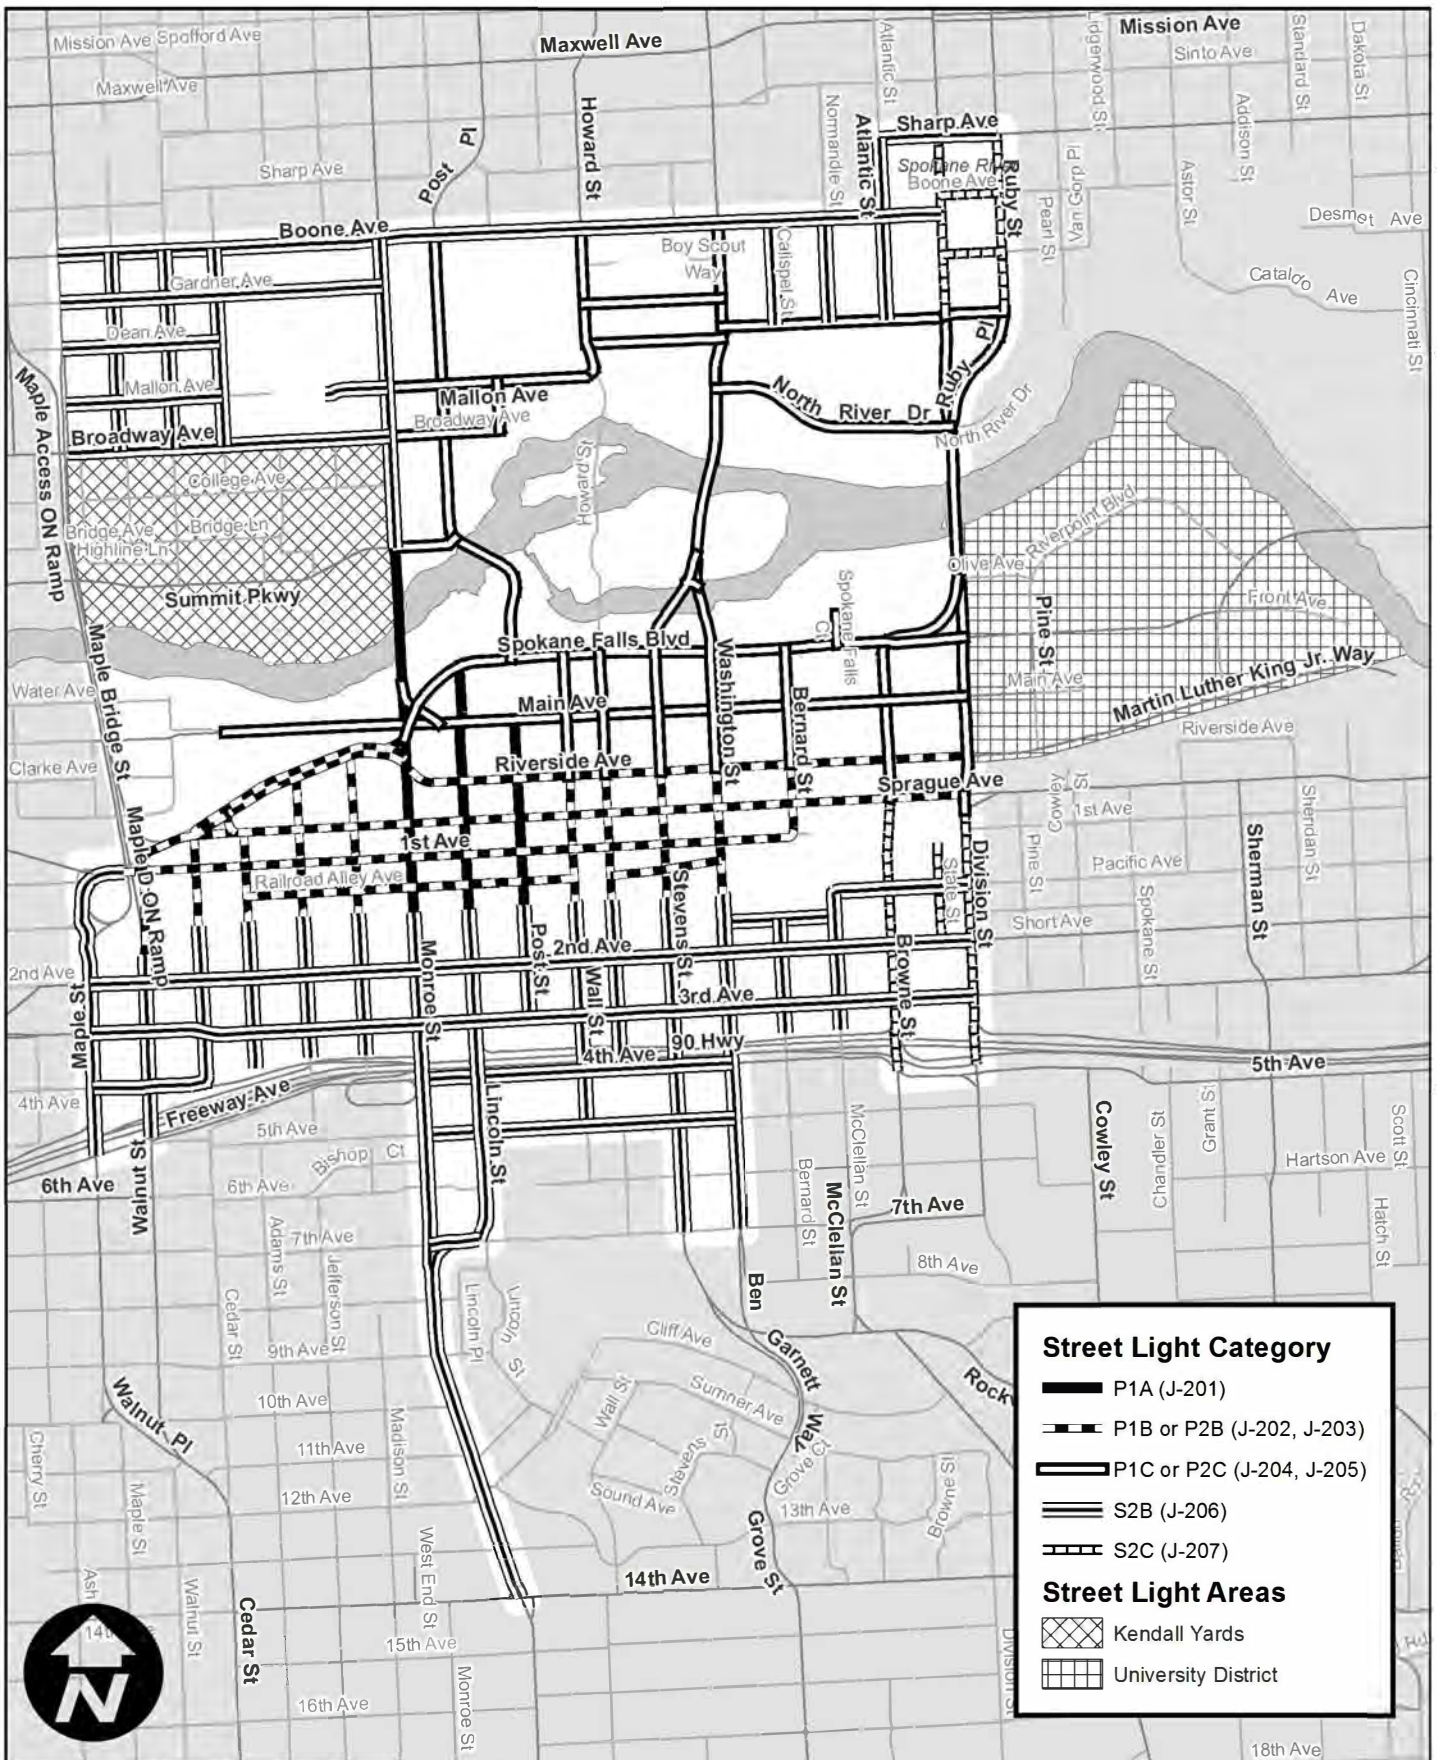 Mission Ave
Spofford Ave
Maxwell Ave
Mission Ave
Sinto Ave
Atlantic St
Lidgerwood St
Standard St
Dakota St
Maxwell Ave
Addison St
Normandie St
Howard St
Post Pl
Atlantic St
Sharp Ave
Sharp Ave
Boone Ave
Ruby St
Pearl St
Van Gord Pl
Astor St
Desmet Ave
Boone Ave
Boy Scout
Way
Calispel St
Gardner Ave
Cataldo Ave
Cincinnati St
Dean Ave
Mallon Ave
Maple Access ON Ramp
Mallon Ave
Broadway Ave
Broadway Ave
North River Dr
Ruby Pl
North River Dr
Howard St
College Ave
Bridge Ave
Bridge Ln
Highline Ln
Summit Pkwy
Riverpoint Blvd
Olive Ave
Front Ave
Pine St
Spokane Falls Blvd
Spokane Falls
Ct
Main Ave
Martin Luther King Jr. Way
Riverside Ave
Water Ave
Maple Bridge St
Main Ave
Washington St
Bernard St
Clarke Ave
Riverside Ave
Sprague Ave
Cowley St
1st Ave
Sheridan St
Sherman St
Maple D ON Ramp
1st Ave
Railroad Alley Ave
Pine St
Pacific Ave
Spokane St
Short Ave
State St
Division St
Stevens St
Post St
2nd Ave
2nd Ave
Wall St
Monroe St
Browne St
3rd Ave
Maple St
90 Hwy
4th Ave
5th Ave
4th Ave
Freeway Ave
Lincoln St
5th Ave
Bishop Ct
6th Ave
6th Ave
Walnut St
McClellan St
Bernard St
McClellan St
Cowley St
Chandler St
Grant St
Scott St
Hartson Ave
Hatch St
7th Ave
7th Ave
8th Ave
Adams St
Jefferson St
Cedar St
9th Ave
Lincoln Pl
Lincoln St
Ben
Garnett
Way
Cliff Ave
Sumner Ave
Wall St
Stevens St
Sound Ave
Grove Ct
13th Ave
Browne St
Grove St
14th Ave
Walnut Pl
10th Ave
11th Ave
12th Ave
Madison St
Cherry St
Maple St
West End St
Ash
Walnut St
Cedar St
15th Ave
16th Ave
Monroe St
18th Ave
N
Street Light Category
P1A (J-201)
P1B or P2B (J-202, J-203)
P1C or P2C (J-204, J-205)
S2B (J-206)
S2C (J-207)
Street Light Areas
Kendall Yards
University District